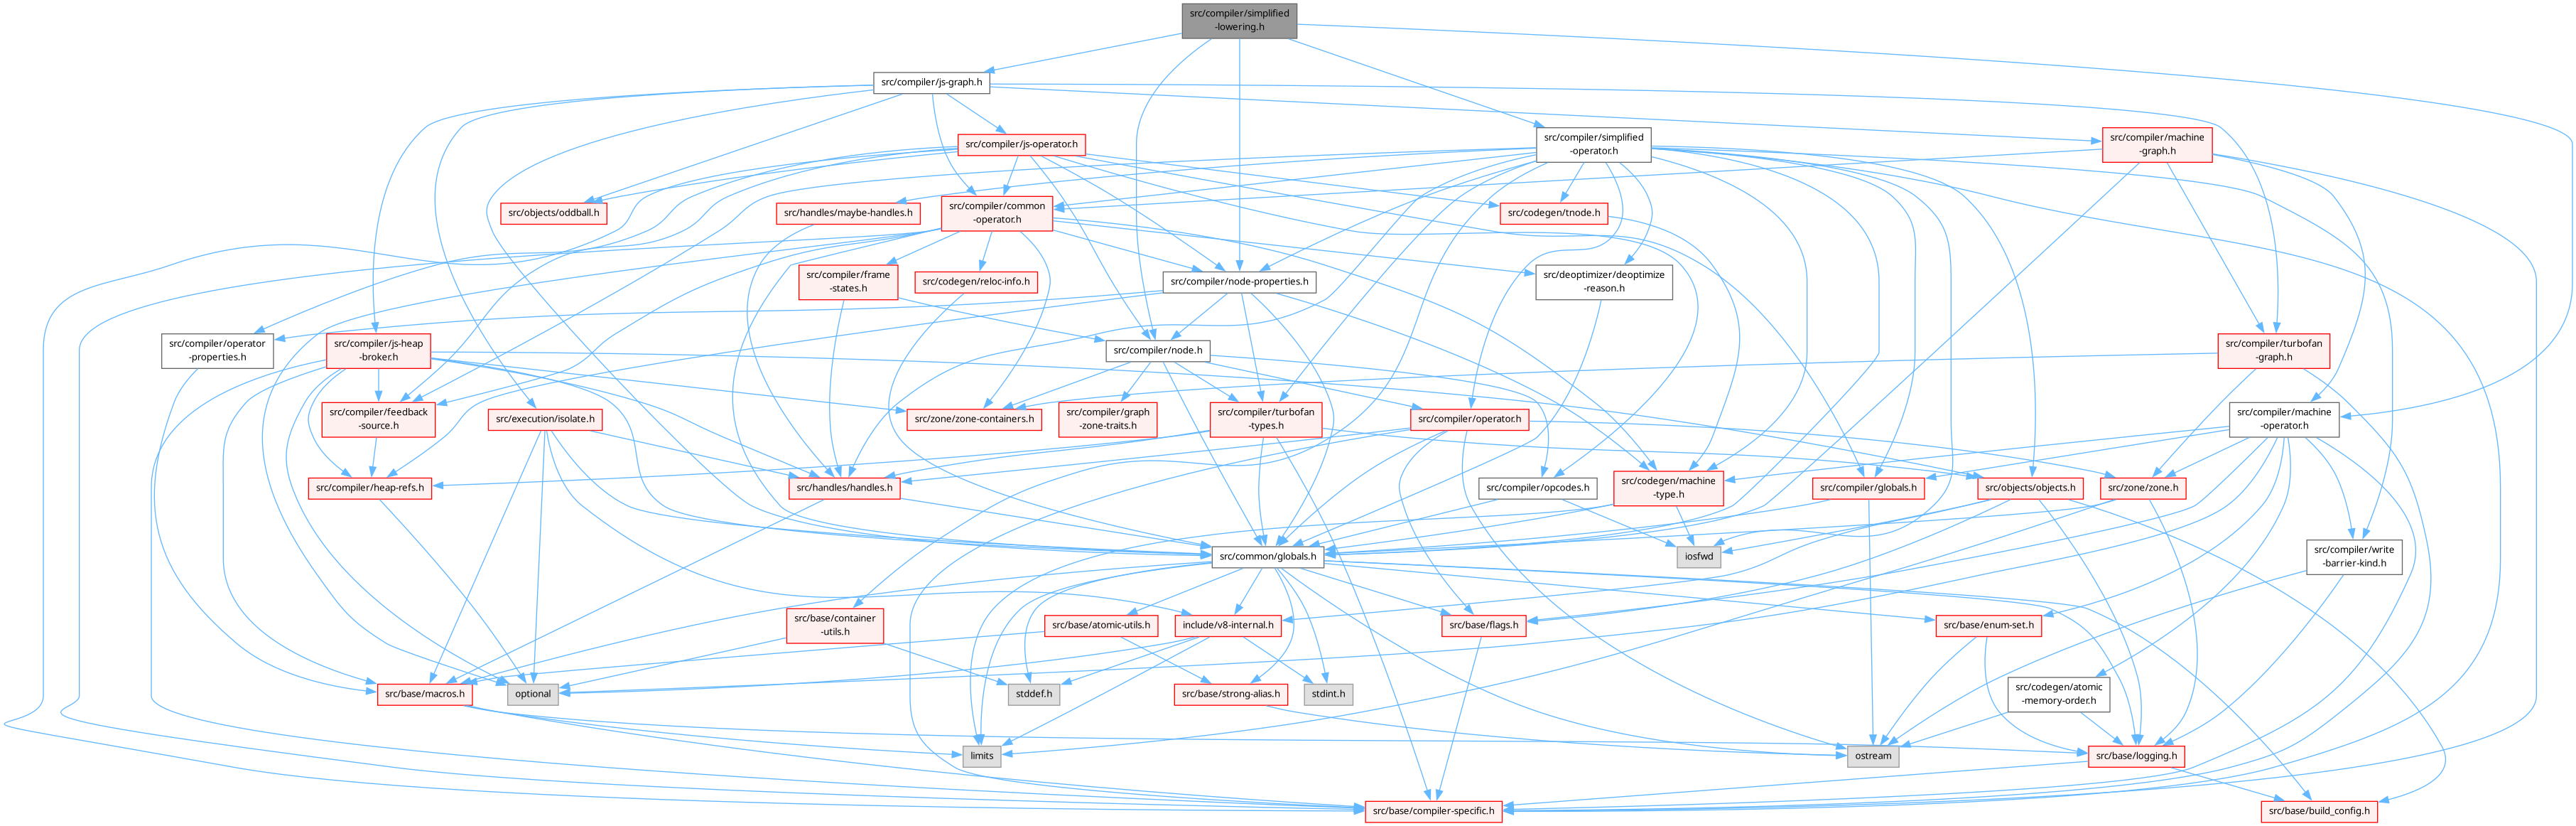 src/compiler/simplified
-lowering.h
src/compiler/js-graph.h
src/compiler/js-operator.h
src/compiler/simplified
-operator.h
src/compiler/machine
-graph.h
src/objects/oddball.h
src/handles/maybe-handles.h
src/compiler/common
-operator.h
src/codegen/tnode.h
src/compiler/frame
-states.h
src/codegen/reloc-info.h
src/compiler/node-properties.h
src/deoptimizer/deoptimize
-reason.h
src/compiler/operator
-properties.h
src/compiler/js-heap
-broker.h
src/compiler/node.h
src/compiler/turbofan
-graph.h
src/compiler/feedback
-source.h
src/execution/isolate.h
src/zone/zone-containers.h
src/compiler/graph
-zone-traits.h
src/compiler/turbofan
-types.h
src/compiler/operator.h
src/compiler/machine
-operator.h
src/compiler/heap-refs.h
src/handles/handles.h
src/compiler/opcodes.h
src/codegen/machine
-type.h
src/compiler/globals.h
src/objects/objects.h
src/zone/zone.h
src/common/globals.h
iosfwd
src/compiler/write
-barrier-kind.h
src/base/container
-utils.h
src/base/atomic-utils.h
include/v8-internal.h
src/base/flags.h
src/base/enum-set.h
src/base/macros.h
optional
stddef.h
src/base/strong-alias.h
stdint.h
src/codegen/atomic
-memory-order.h
limits
ostream
src/base/logging.h
src/base/compiler-specific.h
src/base/build_config.h